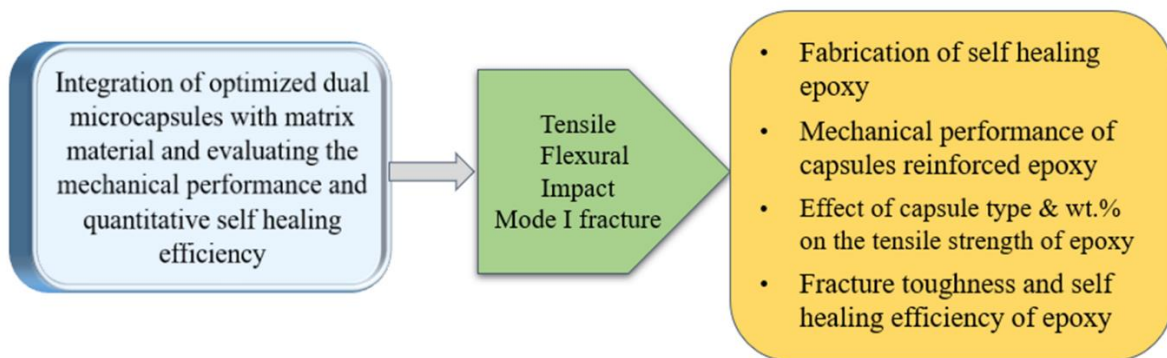 Integration of optimized dual
microcapsules with matrix
material and evaluating the
mechanical performance and
quantitative self healing
efficiency
Tensile
Flexural
Impact
Mode I fracture
• Fabrication of self healing
epoxy
• Mechanical performance of
capsules reinforced epoxy
• Effect of capsule type & wt.%
on the tensile strength of epoxy
• Fracture toughness and self
healing efficiency of epoxy